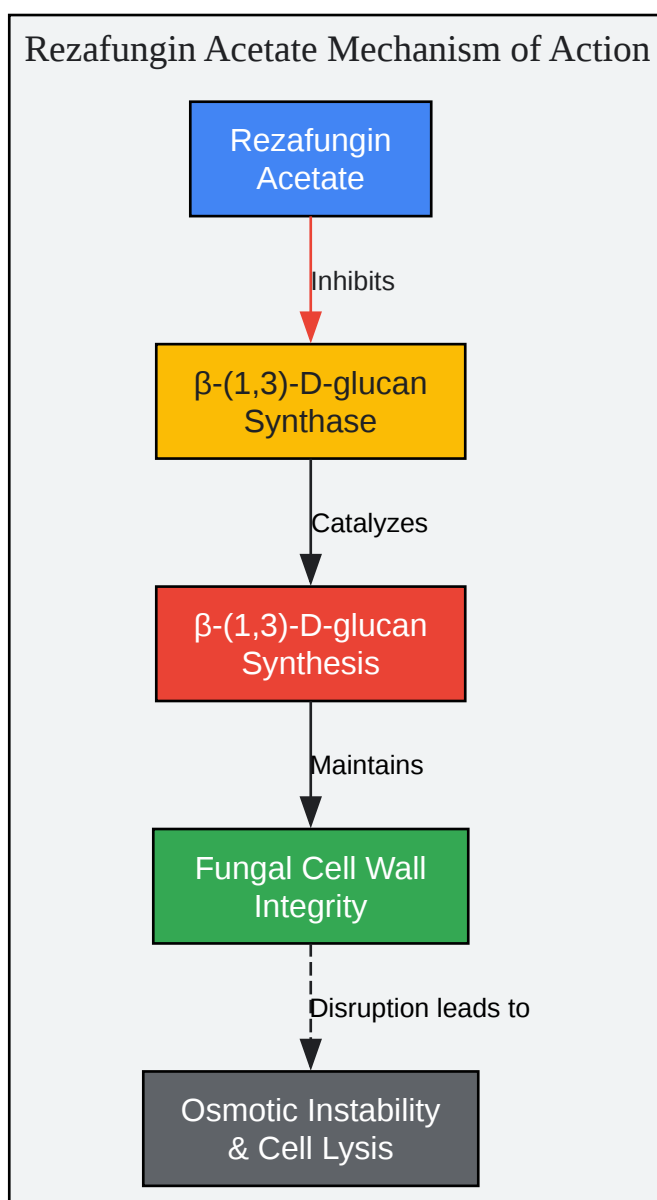 Rezafungin Acetate Mechanism of Action
Rezafungin
Acetate
Inhibits
β-(1,3)-D-glucan
Synthase
Catalyzes
β-(1,3)-D-glucan
Synthesis
Maintains
Fungal Cell Wall
Integrity
Disruption leads to
Osmotic Instability
& Cell Lysis